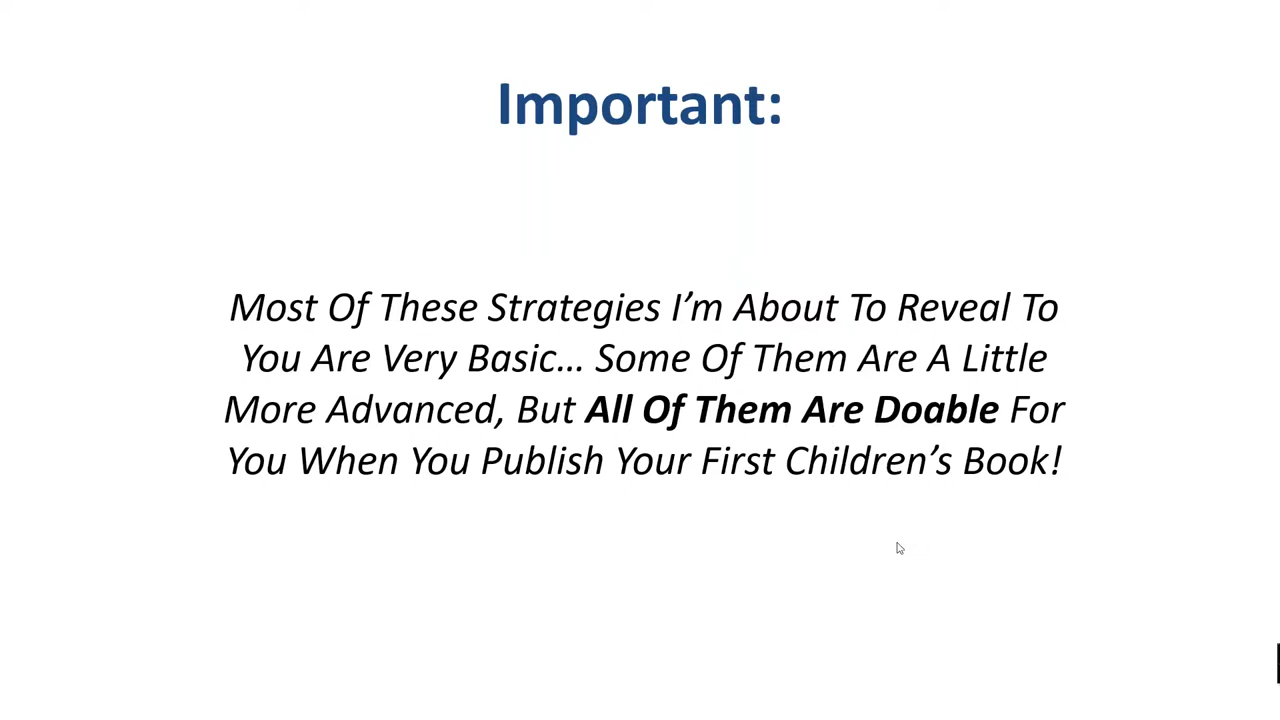 Important:
Most Of These Strategies I’m About To Reveal To
You Are Very Basic… Some Of Them Are A Little
More Advanced, But All Of Them Are Doable For
You When You Publish Your First Children’s Book!